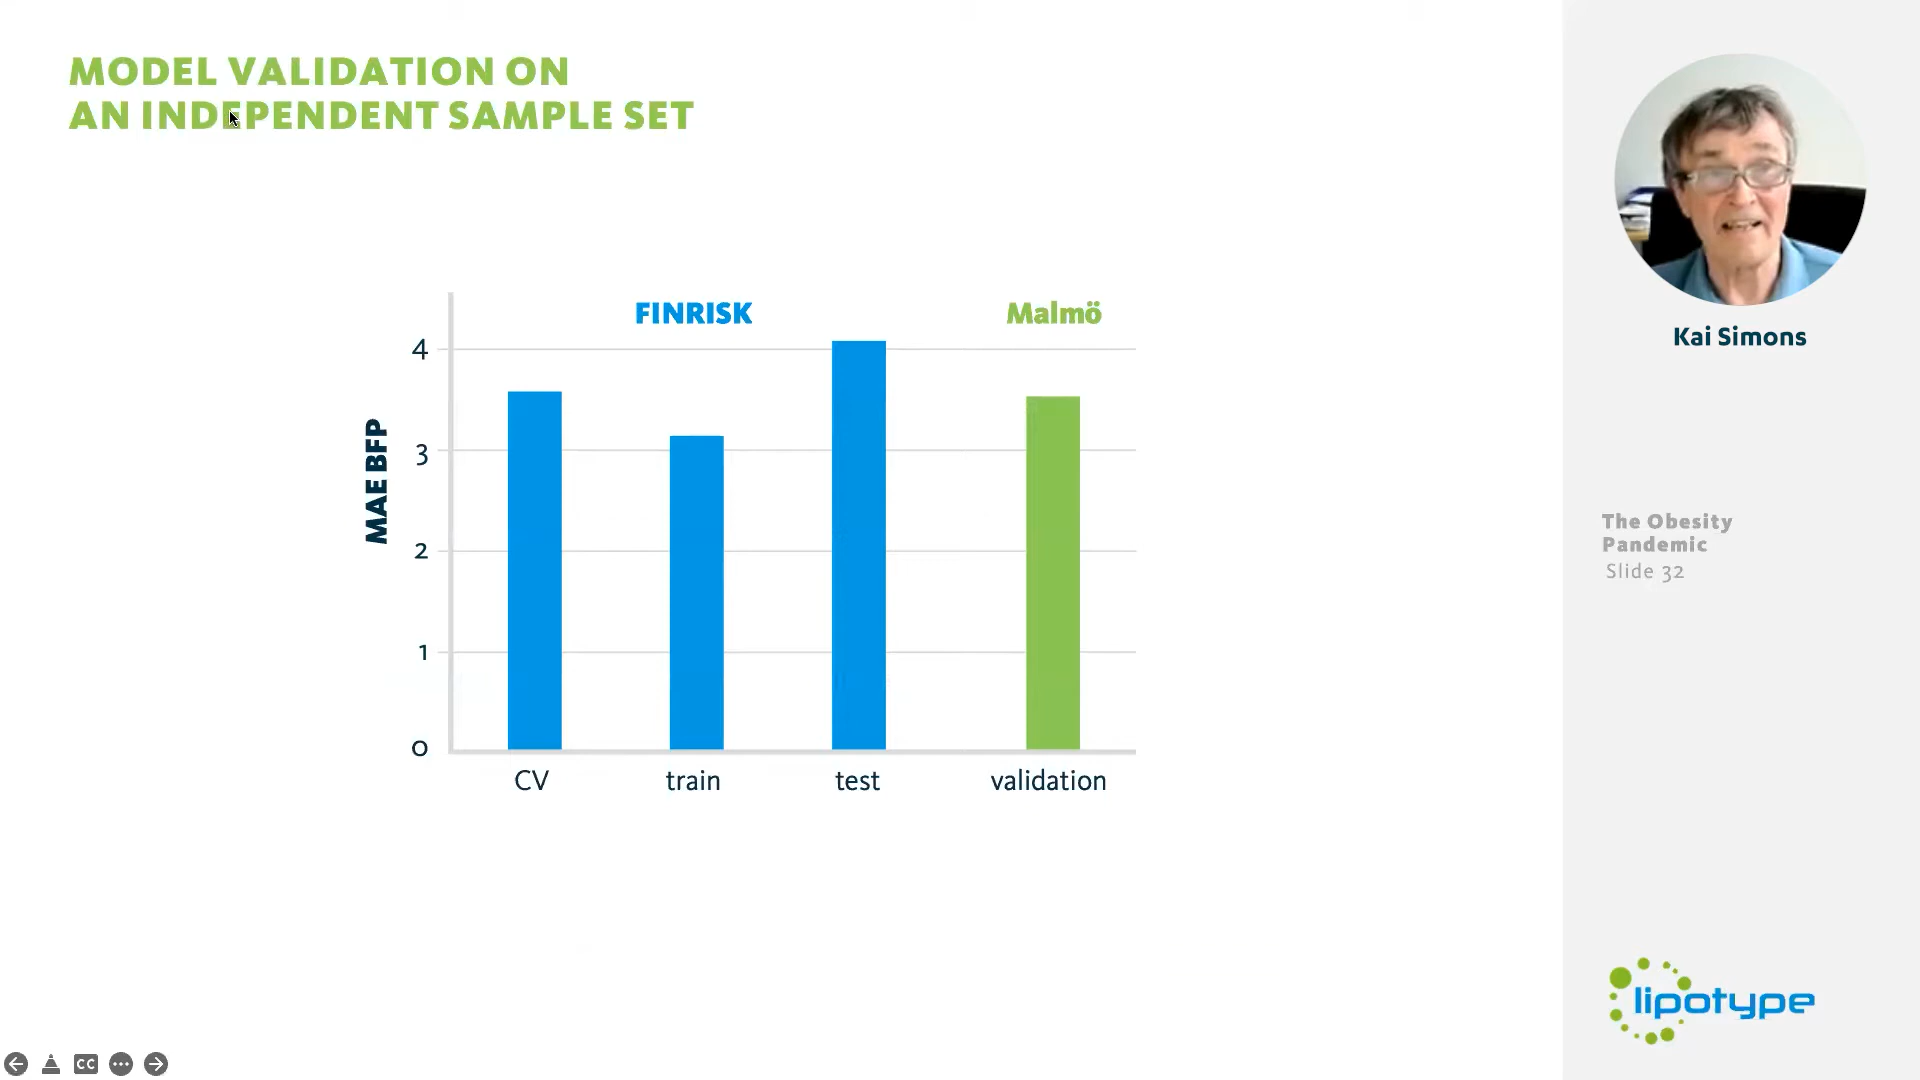 MODEL VALIDATION ON
AN INDEPENDENT SAMPLE SET
FINRISK
Malmö
MAE BFP
4
3
2
1
0
CV
train
test
validation
Kai Simons
The Obesity
Pandemic
Slide 32
lipotype
CC